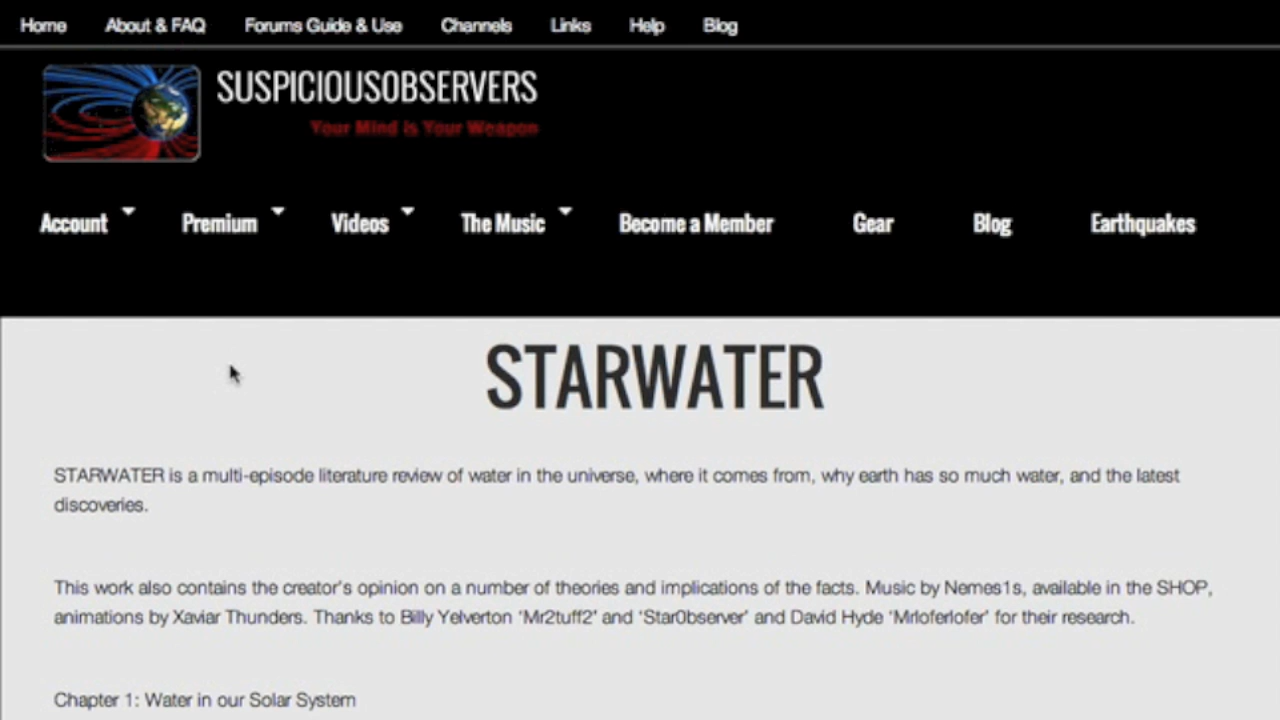 Home About & FAQ Forums Guide & Use Channels Links Help Blog
SUSPICIOUSOBSERVERS
Your Mind is Your Weapon
Account Premium Videos The Music Become a Member Gear Blog Earthquakes
STARWATER
STARWATER is a multi-episode literature review of water in the universe, where it comes from, why earth has so much water, and the latest
discoveries.
This work also contains the creator's opinion on a number of theories and implications of the facts. Music by Nemes1s, available in the SHOP,
animations by Xaviar Thunders. Thanks to Billy Yelverton ‘Mr2tuff2’ and ‘Star0bserver’ and David Hyde ‘Mrloferlofer’ for their research.
Chapter 1: Water in our Solar System